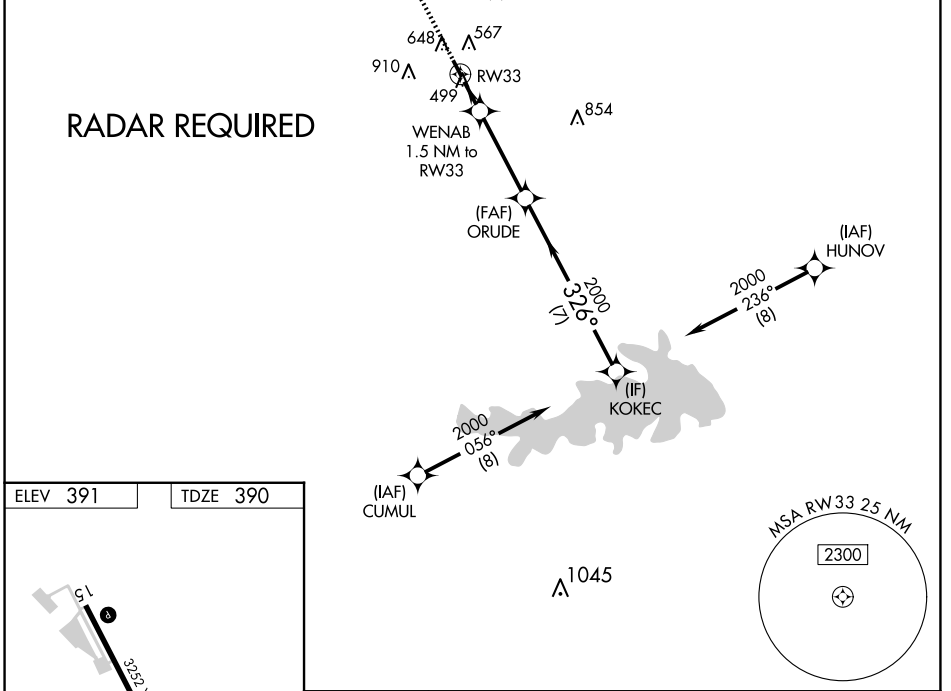 648
567
910
RW33
499
854
RADAR REQUIRED
WENAB
1.5 NM to
RW33
(FAF)
ORUDE
(IAF)
HUNOV
2000
326°
(7)
2000
236°
(8)
(IF)
KOKEC
2000
056°
(8)
(IAF)
CUMUL
ELEV 391
TDZE 390
MSA RW33 25 NM
2300
1045
15
P
3252